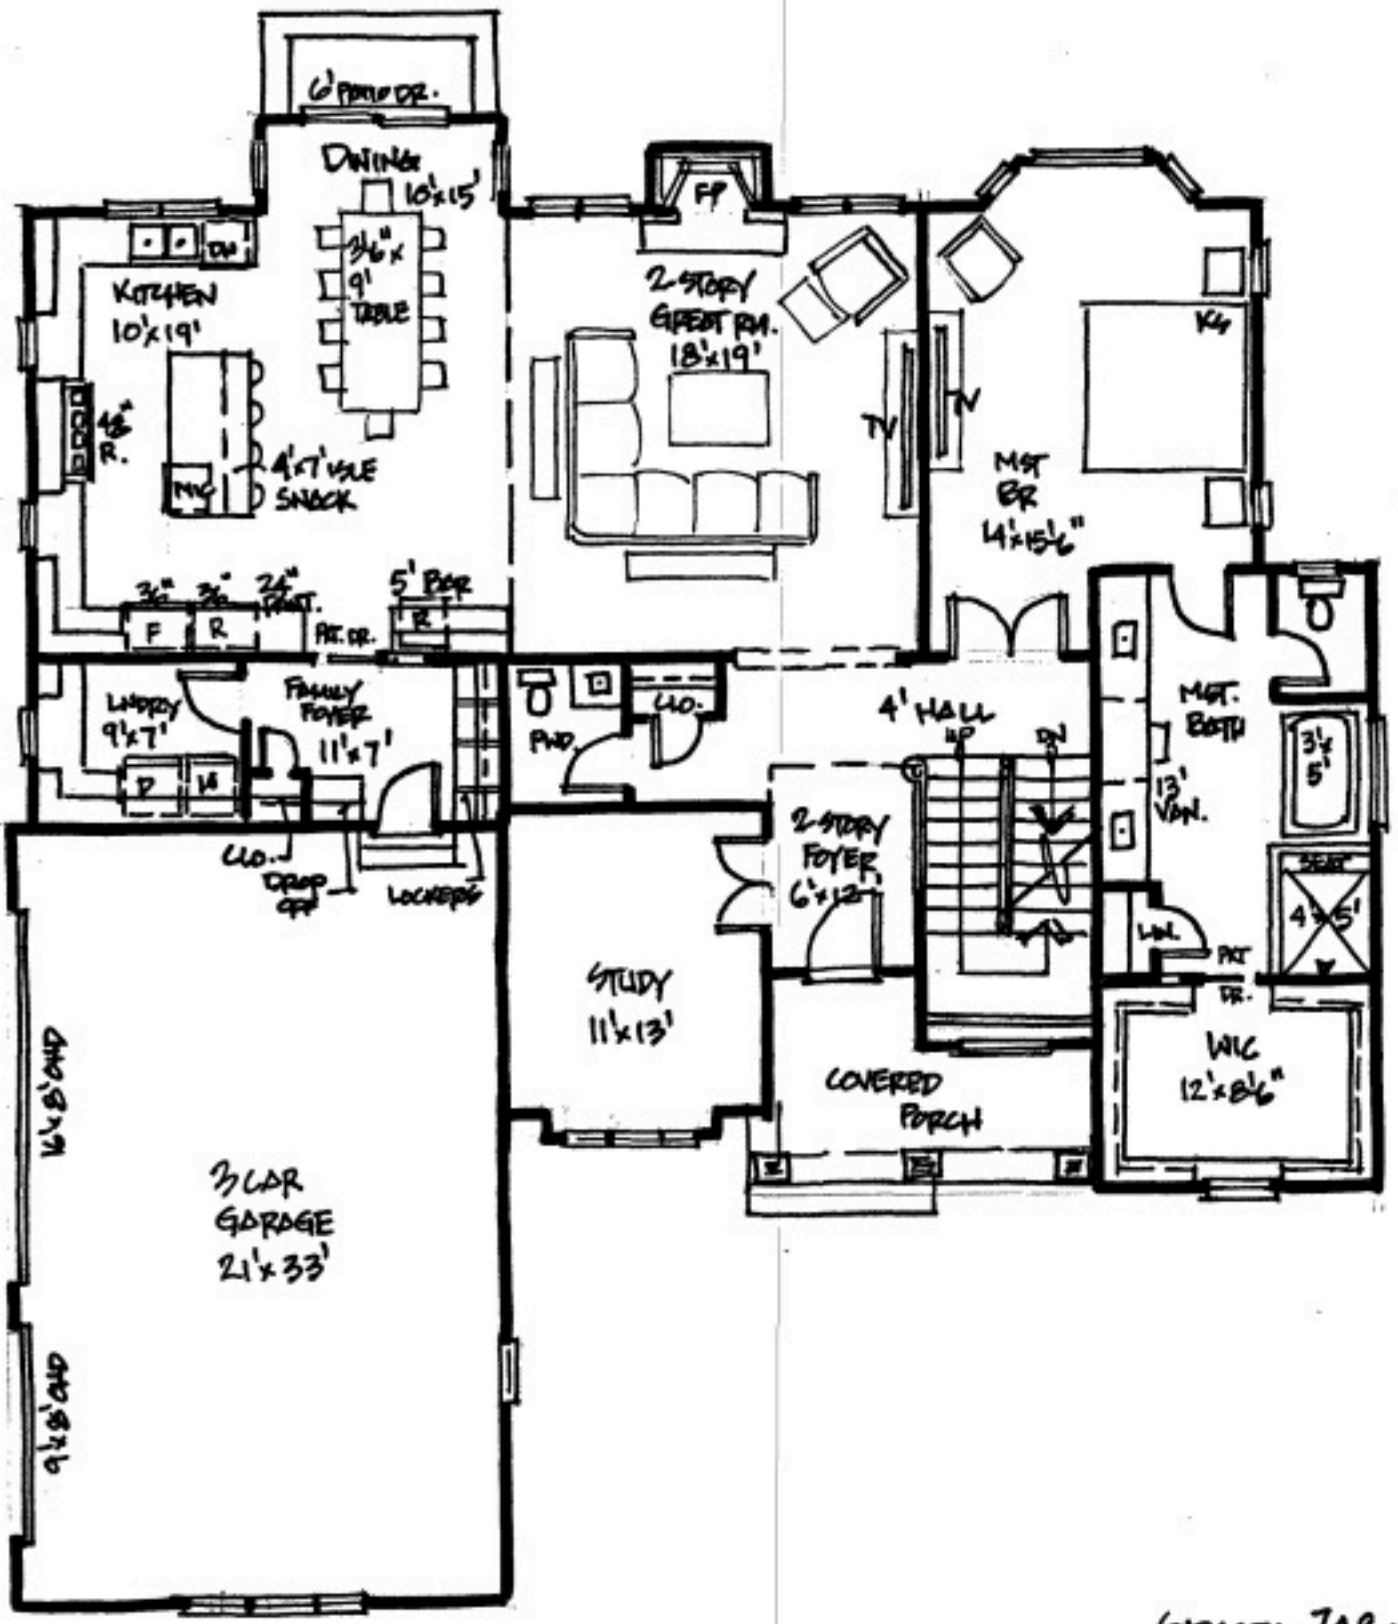 6' PATIO DR.
DINING
10'x15'
3'6"x
9'
TABLE
FP
DW
KITCHEN
10'x19'
48"
R.
MIC
4'x7' ISLE
SNACK
2-STORY
GREAT RM.
18'x19'
TV
TV
KG
MST
BR
14'x15'6"
36"
36"
24"
PANT.
F
R
PKT. DR.
5' BAR
R
LNDRY
9'x7'
D
W
FAMILY
FOYER
11'x7'
CLO.
DROP
OFF
LOCKERS
PWD.
CLO.
4' HALL
UP
DN
2-STORY
FOYER
6'x12'
MST.
BATH
13'
VAN.
3'x
5'
SEAT
4'x5'
LIN.
PKT
DR.
WIC
12'x8'6"
STUDY
11'x13'
COVERED
PORCH
16'x8' OHD
9'x8' OHD
3 CAR
GARAGE
21'x33'